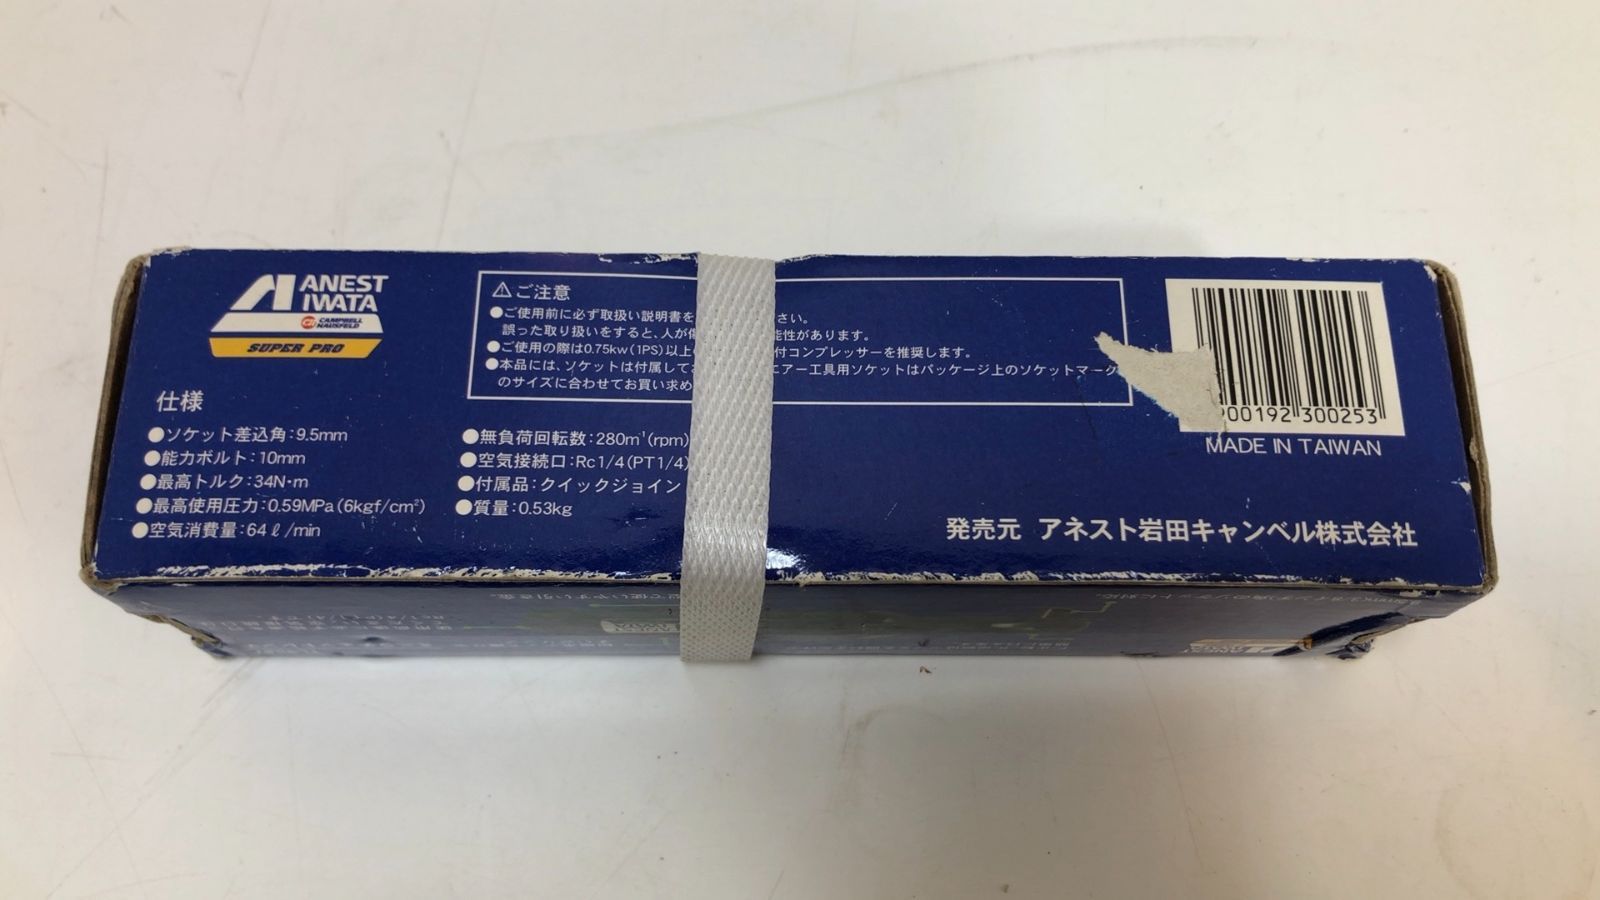 ANEST
IWATA
CAMPBELL
HAUSFELD
SUPER PRO
⚠ご注意
●ご使用前に必ず取扱い説明書を さい。
誤った取り扱いをすると、人が 能性があります。
●ご使用の際は0.75kw(1PS)以上 付コンプレッサーを推奨します。
●本品には、ソケットは付属して エアー工具用ソケットはパッケージ上のソケットマーク
のサイズに合わせてお買い求め
仕様
●ソケット差込角:9.5mm
●能力ボルト:10mm
●最高トルク:34N·m
●最高使用圧力:0.59MPa(6kgf/cm²)
●空気消費量:64ℓ/min
●無負荷回転数:280m⁻¹(rpm)
●空気接続口:Rc1/4(PT1/4)
●付属品:クイックジョイン
●質量:0.53kg
00192 300253
MADE IN TAIWAN
発売元 アネスト岩田キャンベル株式会社